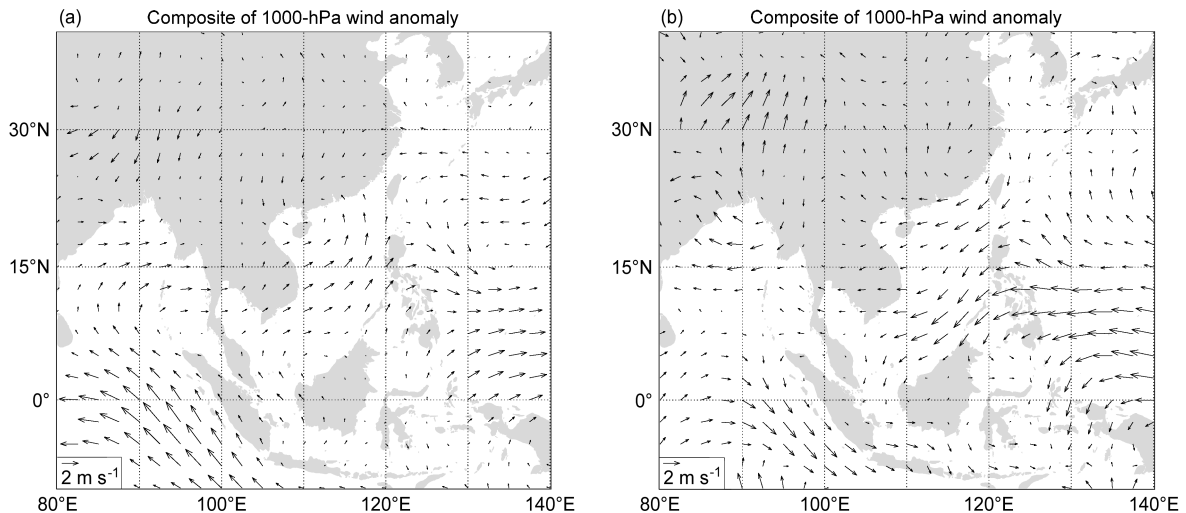 (a) Composite of 1000-hPa wind anomaly
30°N
15°N
0°
2 m s⁻¹
80°E 100°E 120°E 140°E
(b) Composite of 1000-hPa wind anomaly
30°N
15°N
0°
2 m s⁻¹
80°E 100°E 120°E 140°E